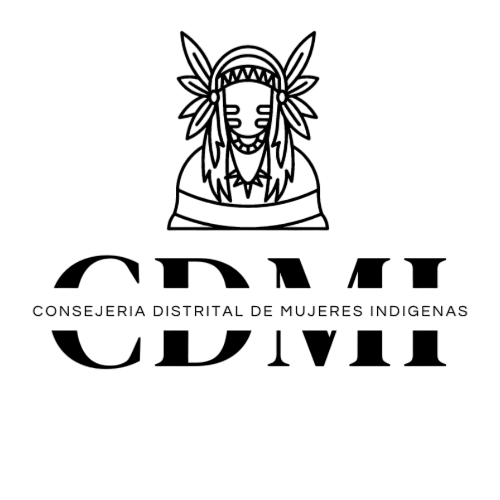 CDMI
CONSEJERIA DISTRITAL DE MUJERES INDIGENAS